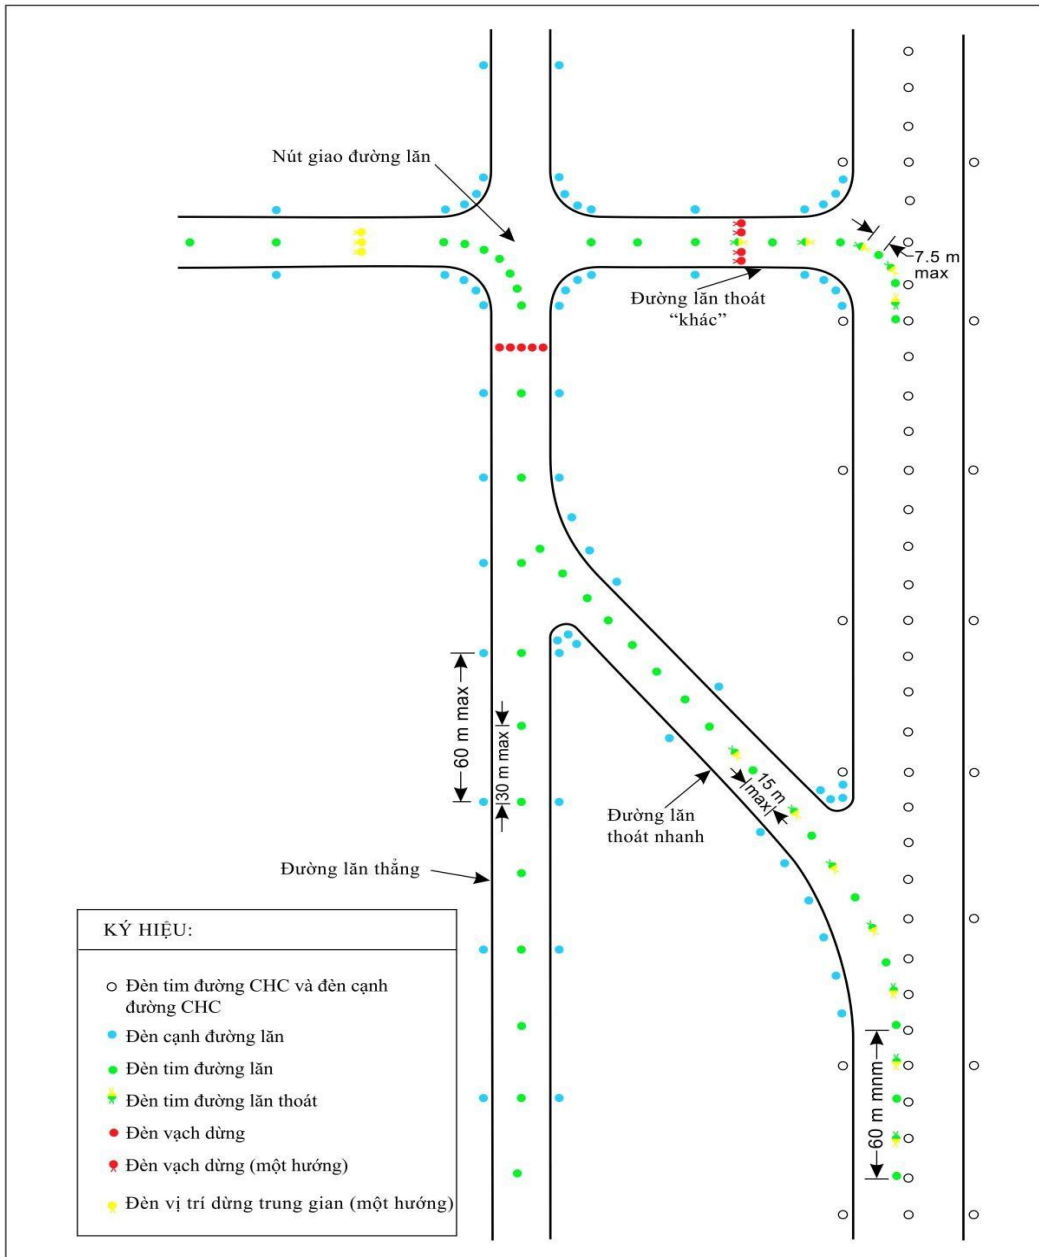 Nút giao đường lăn
7.5 m
max
Đường lăn thoát
“khác”
60 m max
30 m max
15 m
max
Đường lăn
thoát nhanh
Đường lăn thẳng
60 m mnm
KÝ HIỆU:
Đèn tim đường CHC và đèn cạnh
đường CHC
Đèn cạnh đường lăn
Đèn tim đường lăn
Đèn tim đường lăn thoát
Đèn vạch dừng
Đèn vạch dừng (một hướng)
Đèn vị trí dừng trung gian (một hướng)